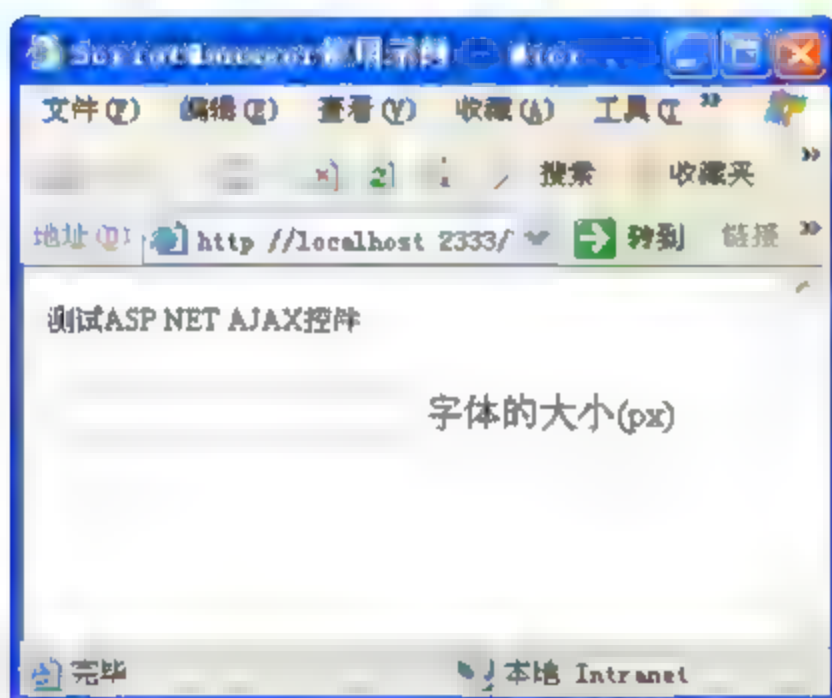 文件(F) 编辑(E) 查看(V) 收藏(A) 工具(T »
搜索 收藏夹 »
地址(D) http //localhost 2333/ 转到 链接 »
测试ASP NET AJAX控件
字体的大小(px)
完毕 本地 Intranet